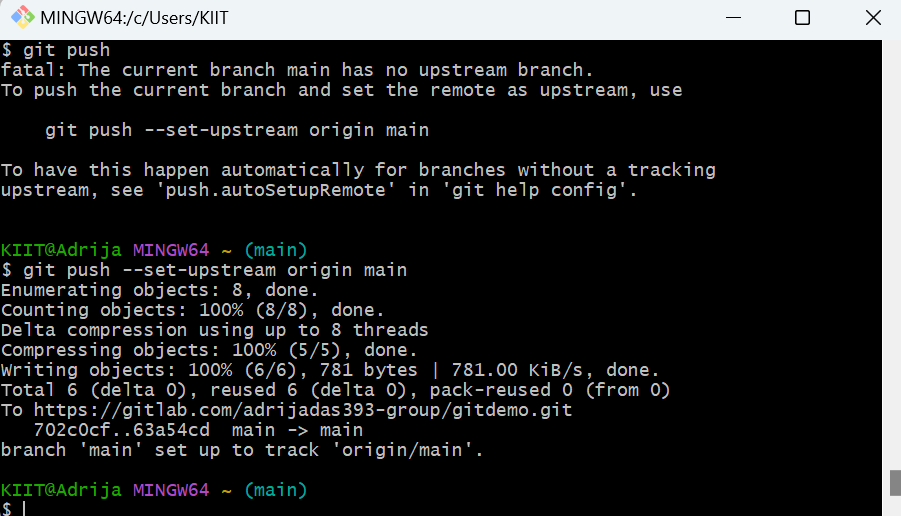 MINGW64:/c/Users/KIIT
$ git push
fatal: The current branch main has no upstream branch.
To push the current branch and set the remote as upstream, use
    git push --set-upstream origin main
To have this happen automatically for branches without a tracking
upstream, see 'push.autoSetupRemote' in 'git help config'.
KIIT@Adrija MINGW64 ~ (main)
$ git push --set-upstream origin main
Enumerating objects: 8, done.
Counting objects: 100% (8/8), done.
Delta compression using up to 8 threads
Compressing objects: 100% (5/5), done.
Writing objects: 100% (6/6), 781 bytes | 781.00 KiB/s, done.
Total 6 (delta 0), reused 6 (delta 0), pack-reused 0 (from 0)
To https://gitlab.com/adrijadas393-group/gitdemo.git
   702c0cf..63a54cd  main -> main
branch 'main' set up to track 'origin/main'.
KIIT@Adrija MINGW64 ~ (main)
$